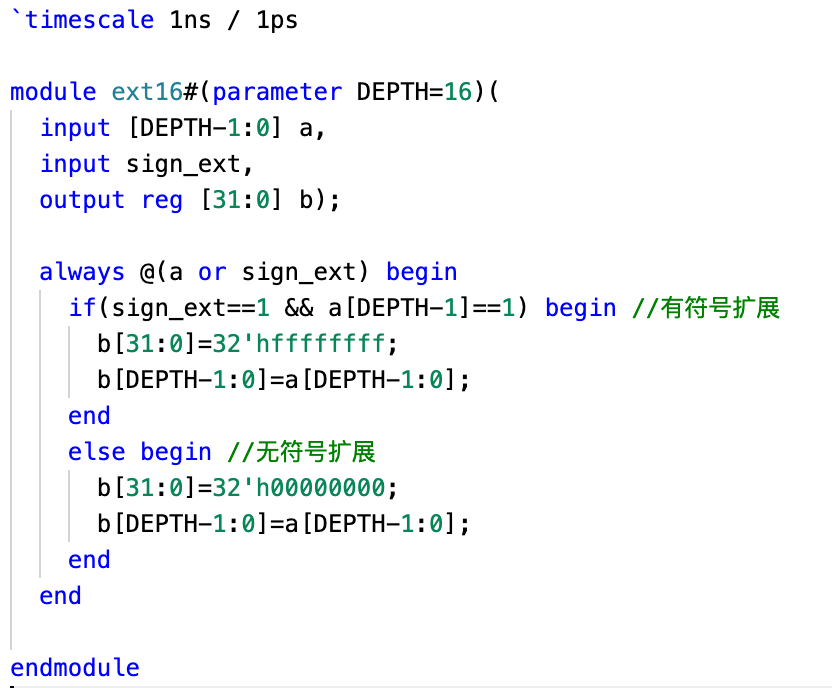 `timescale 1ns / 1ps
module ext16#(parameter DEPTH=16)(
input [DEPTH-1:0] a,
input sign_ext,
output reg [31:0] b);
always @(a or sign_ext) begin
if(sign_ext==1 && a[DEPTH-1]==1) begin //有符号扩展
b[31:0]=32'hffffffff;
b[DEPTH-1:0]=a[DEPTH-1:0];
end
else begin //无符号扩展
b[31:0]=32'h00000000;
b[DEPTH-1:0]=a[DEPTH-1:0];
end
end
endmodule